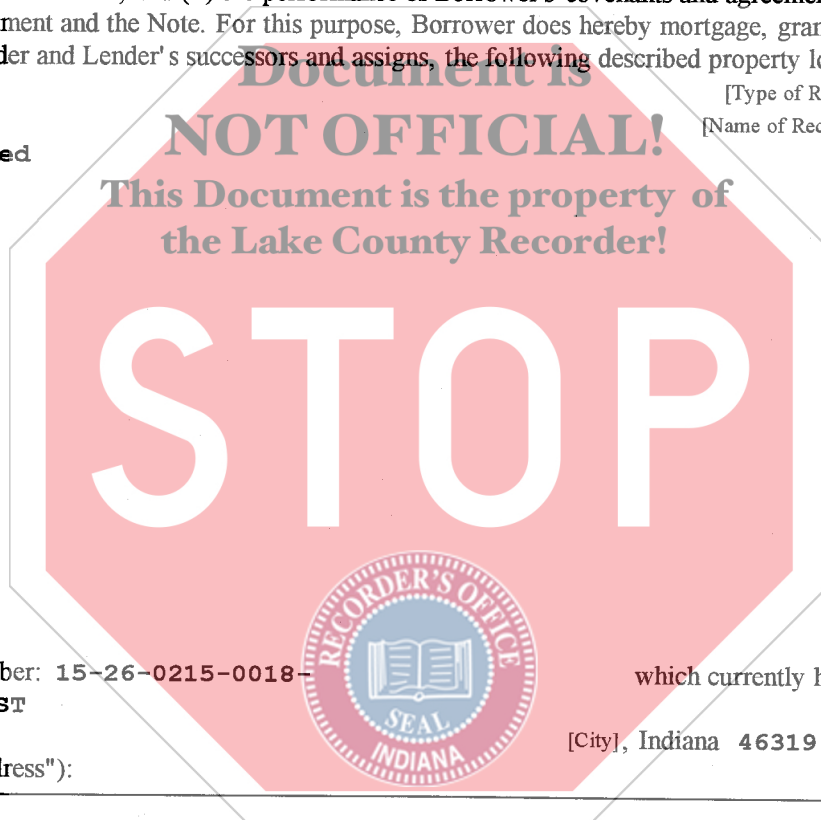 ment and the Note. For this purpose, Borrower does hereby mortgage, gran
der and Lender's successors and assigns, the following described property lo
Document is
[Type of R
NOT OFFICIAL!
[Name of Rec
ed
This Document is the property of
the Lake County Recorder!
STOP
RECORDER'S OFFICE
SEAL
INDIANA
ber: 15-26-0215-0018-
which currently h
ST
[City], Indiana 46319
ress"):